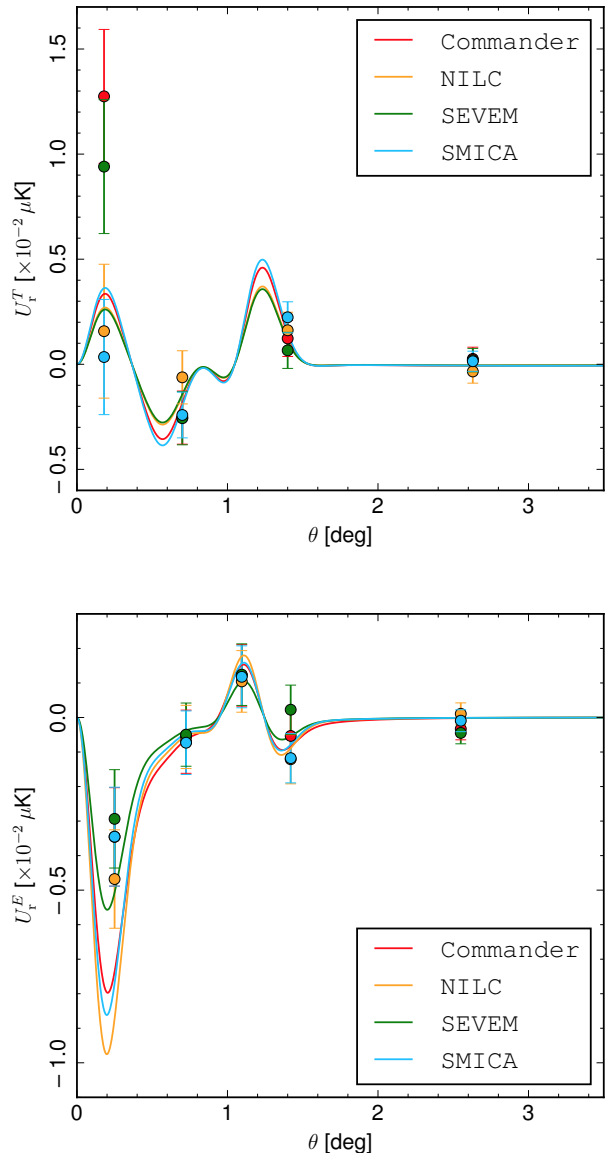 1.5
1.0
0.5
0.0
−0.5
U_r^T [×10^−2 μK]
0 1 2 3
θ [deg]
Commander
NILC
SEVEM
SMICA
0.0
−0.5
−1.0
U_r^E [×10^−2 μK]
0 1 2 3
θ [deg]
Commander
NILC
SEVEM
SMICA